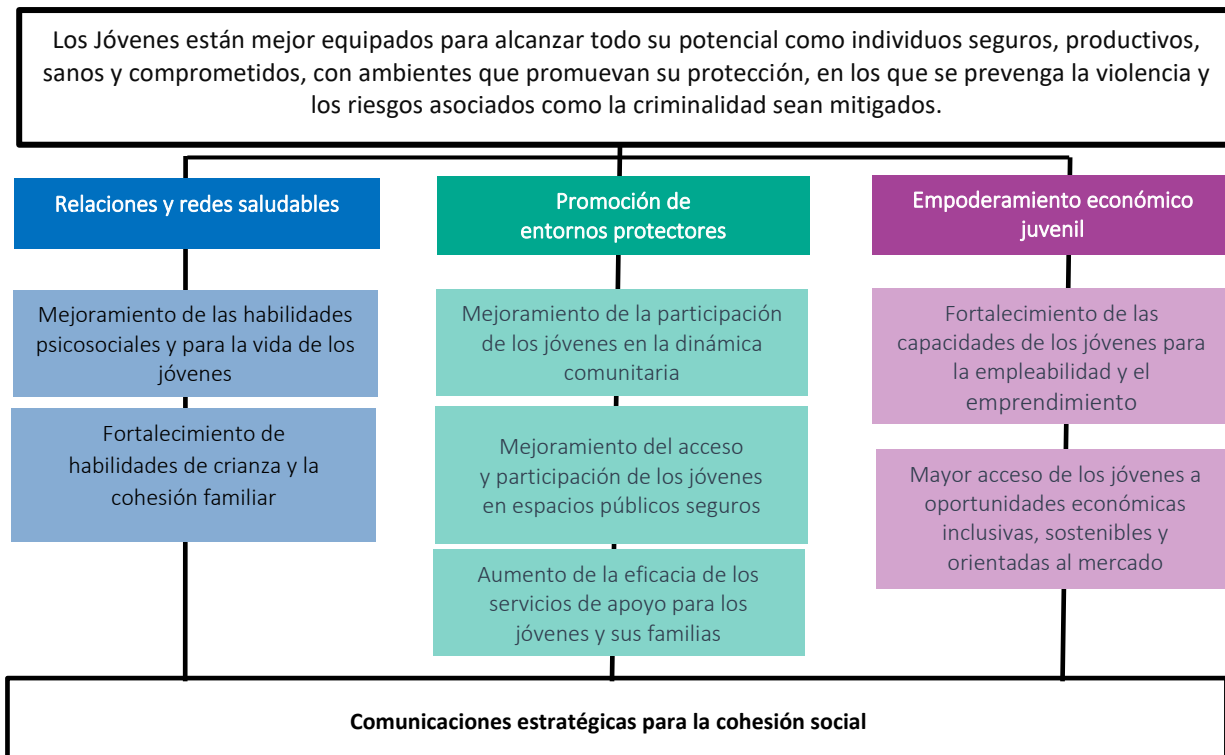 Los Jóvenes están mejor equipados para alcanzar todo su potencial como individuos seguros, productivos,
sanos y comprometidos, con ambientes que promuevan su protección, en los que se prevenga la violencia y
los riesgos asociados como la criminalidad sean mitigados.
Relaciones y redes saludables
Mejoramiento de las habilidades
psicosociales y para la vida de los
jóvenes
Fortalecimiento de
habilidades de crianza y la
cohesión familiar
Promoción de
entornos protectores
Mejoramiento de la participación
de los jóvenes en la dinámica
comunitaria
Mejoramiento del acceso
y participación de los jóvenes
en espacios públicos seguros
Aumento de la eficacia de los
servicios de apoyo para los
jóvenes y sus familias
Empoderamiento económico
juvenil
Fortalecimiento de las
capacidades de los jóvenes para
la empleabilidad y el
emprendimiento
Mayor acceso de los jóvenes a
oportunidades económicas
inclusivas, sostenibles y
orientadas al mercado
Comunicaciones estratégicas para la cohesión social